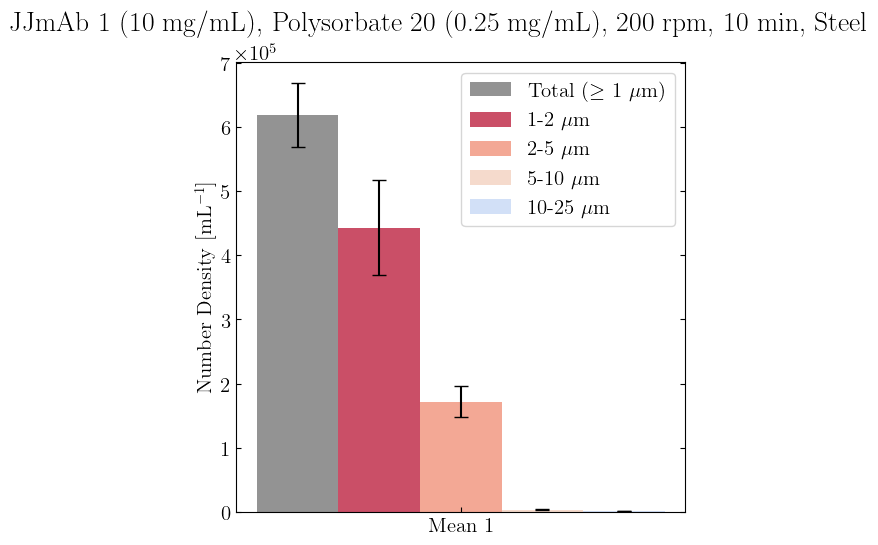 JJmAb 1 (10 mg/mL), Polysorbate 20 (0.25 mg/mL), 200 rpm, 10 min, Steel
×10⁵
7
6
5
4
3
2
1
0
Number Density [mL⁻¹]
Total (≥ 1 μm)
1-2 μm
2-5 μm
5-10 μm
10-25 μm
Mean 1